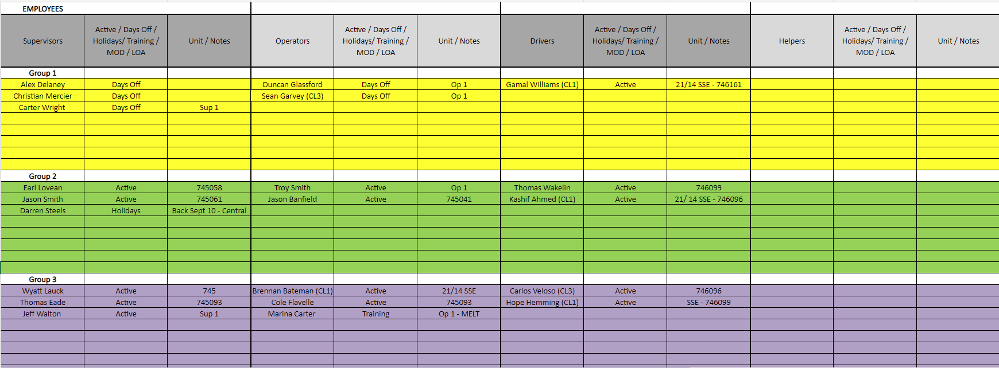 EMPLOYEES
Supervisors Active / Days Off / Holidays/ Training / MOD / LOA Unit / Notes Operators Active / Days Off / Holidays/ Training / MOD / LOA Unit / Notes Drivers Active / Days Off / Holidays/ Training / MOD / LOA Unit / Notes Helpers Active / Days Off / Holidays/ Training / MOD / LOA Unit / Notes
Group 1
Alex Delaney Days Off Duncan Glassford Days Off Op 1 Gamal Williams (CL1) Active 21/14 SSE - 746161
Christian Mercier Days Off Sean Garvey (CL3) Days Off Op 1
Carter Wright Days Off Sup 1
Group 2
Earl Lovean Active 745058 Troy Smith Active Op 1 Thomas Wakelin Active 746099
Jason Smith Active 745061 Jason Banfield Active 745041 Kashif Ahmed (CL1) Active 21/ 14 SSE - 746096
Darren Steels Holidays Back Sept 10 - Central
Group 3
Wyatt Lauck Active 745 Brennan Bateman (CL1) Active 21/14 SSE Carlos Veloso (CL3) Active 746096
Thomas Eade Active 745093 Cole Flavelle Active 745093 Hope Hemming (CL1) Active SSE - 746099
Jeff Walton Active Sup 1 Marina Carter Training Op 1 - MELT